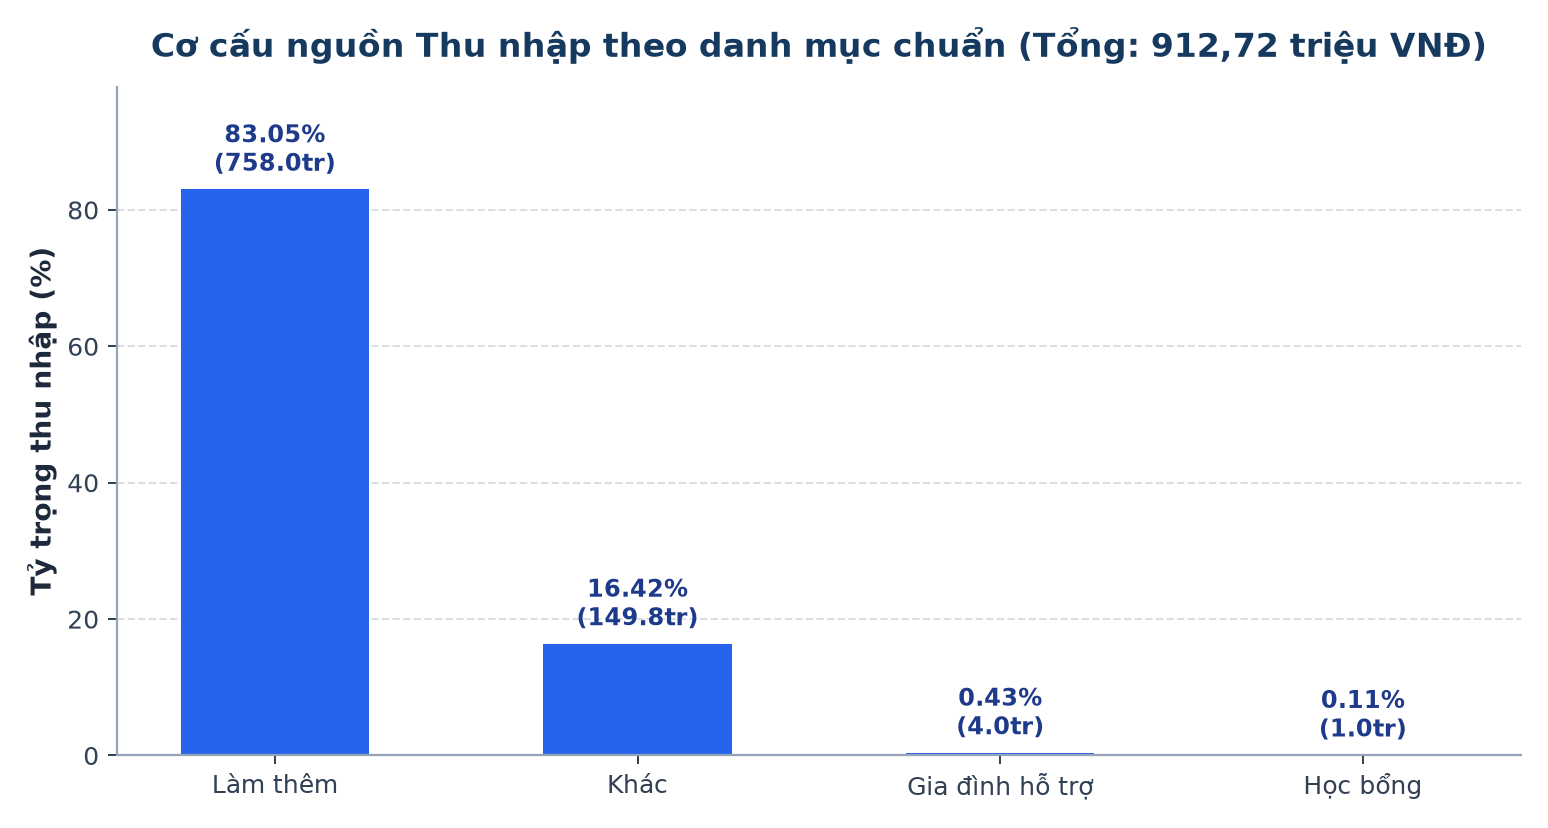 Cơ cấu nguồn Thu nhập theo danh mục chuẩn (Tổng: 912,72 triệu VNĐ)
Tỷ trọng thu nhập (%)
80
60
40
20
0
83.05%
(758.0tr)
16.42%
(149.8tr)
0.43%
(4.0tr)
0.11%
(1.0tr)
Làm thêm
Khác
Gia đình hỗ trợ
Học bổng